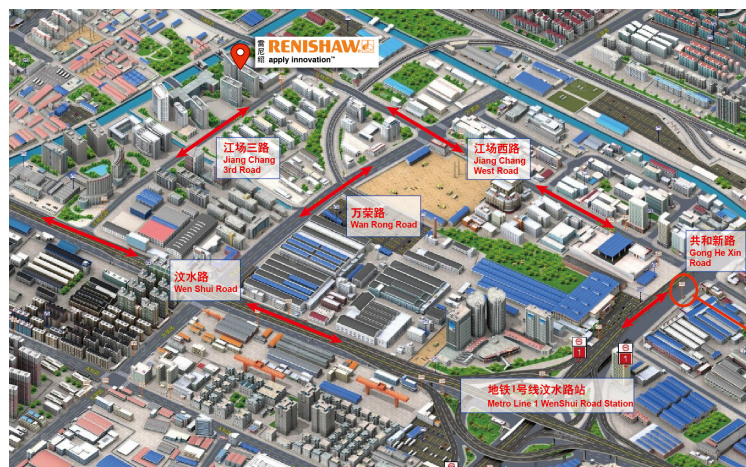 雷尼绍
RENISHAW
apply innovation™
江场三路
Jiang Chang
3rd Road
江场西路
Jiang Chang
West Road
万荣路
Wan Rong Road
共和新路
Gong He Xin
Road
汶水路
Wen Shui Road
1
1
地铁1号线汶水路站
Metro Line 1 WenShui Road Station